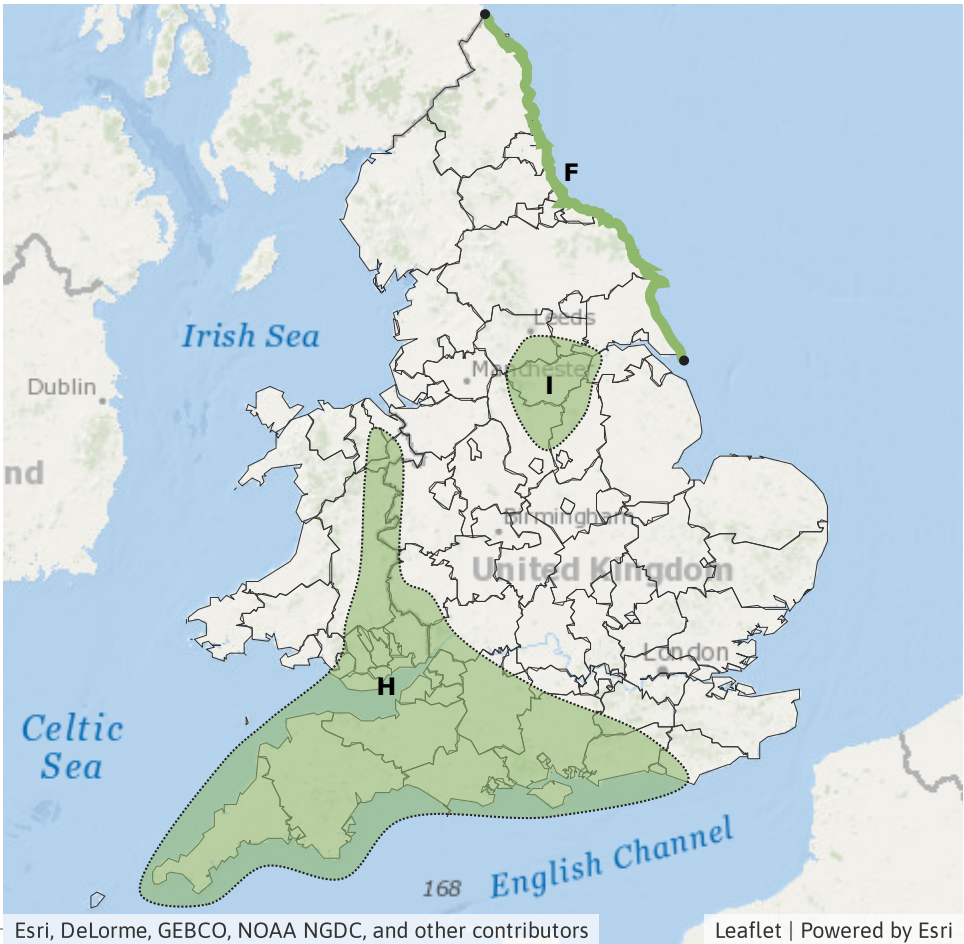 F
Irish Sea
Leeds
Manchester
I
Dublin
nd
Birmingham
United Kingdom
London
H
Celtic
Sea
168
English Channel
Esri, DeLorme, GEBCO, NOAA NGDC, and other contributors
Leaflet | Powered by Esri